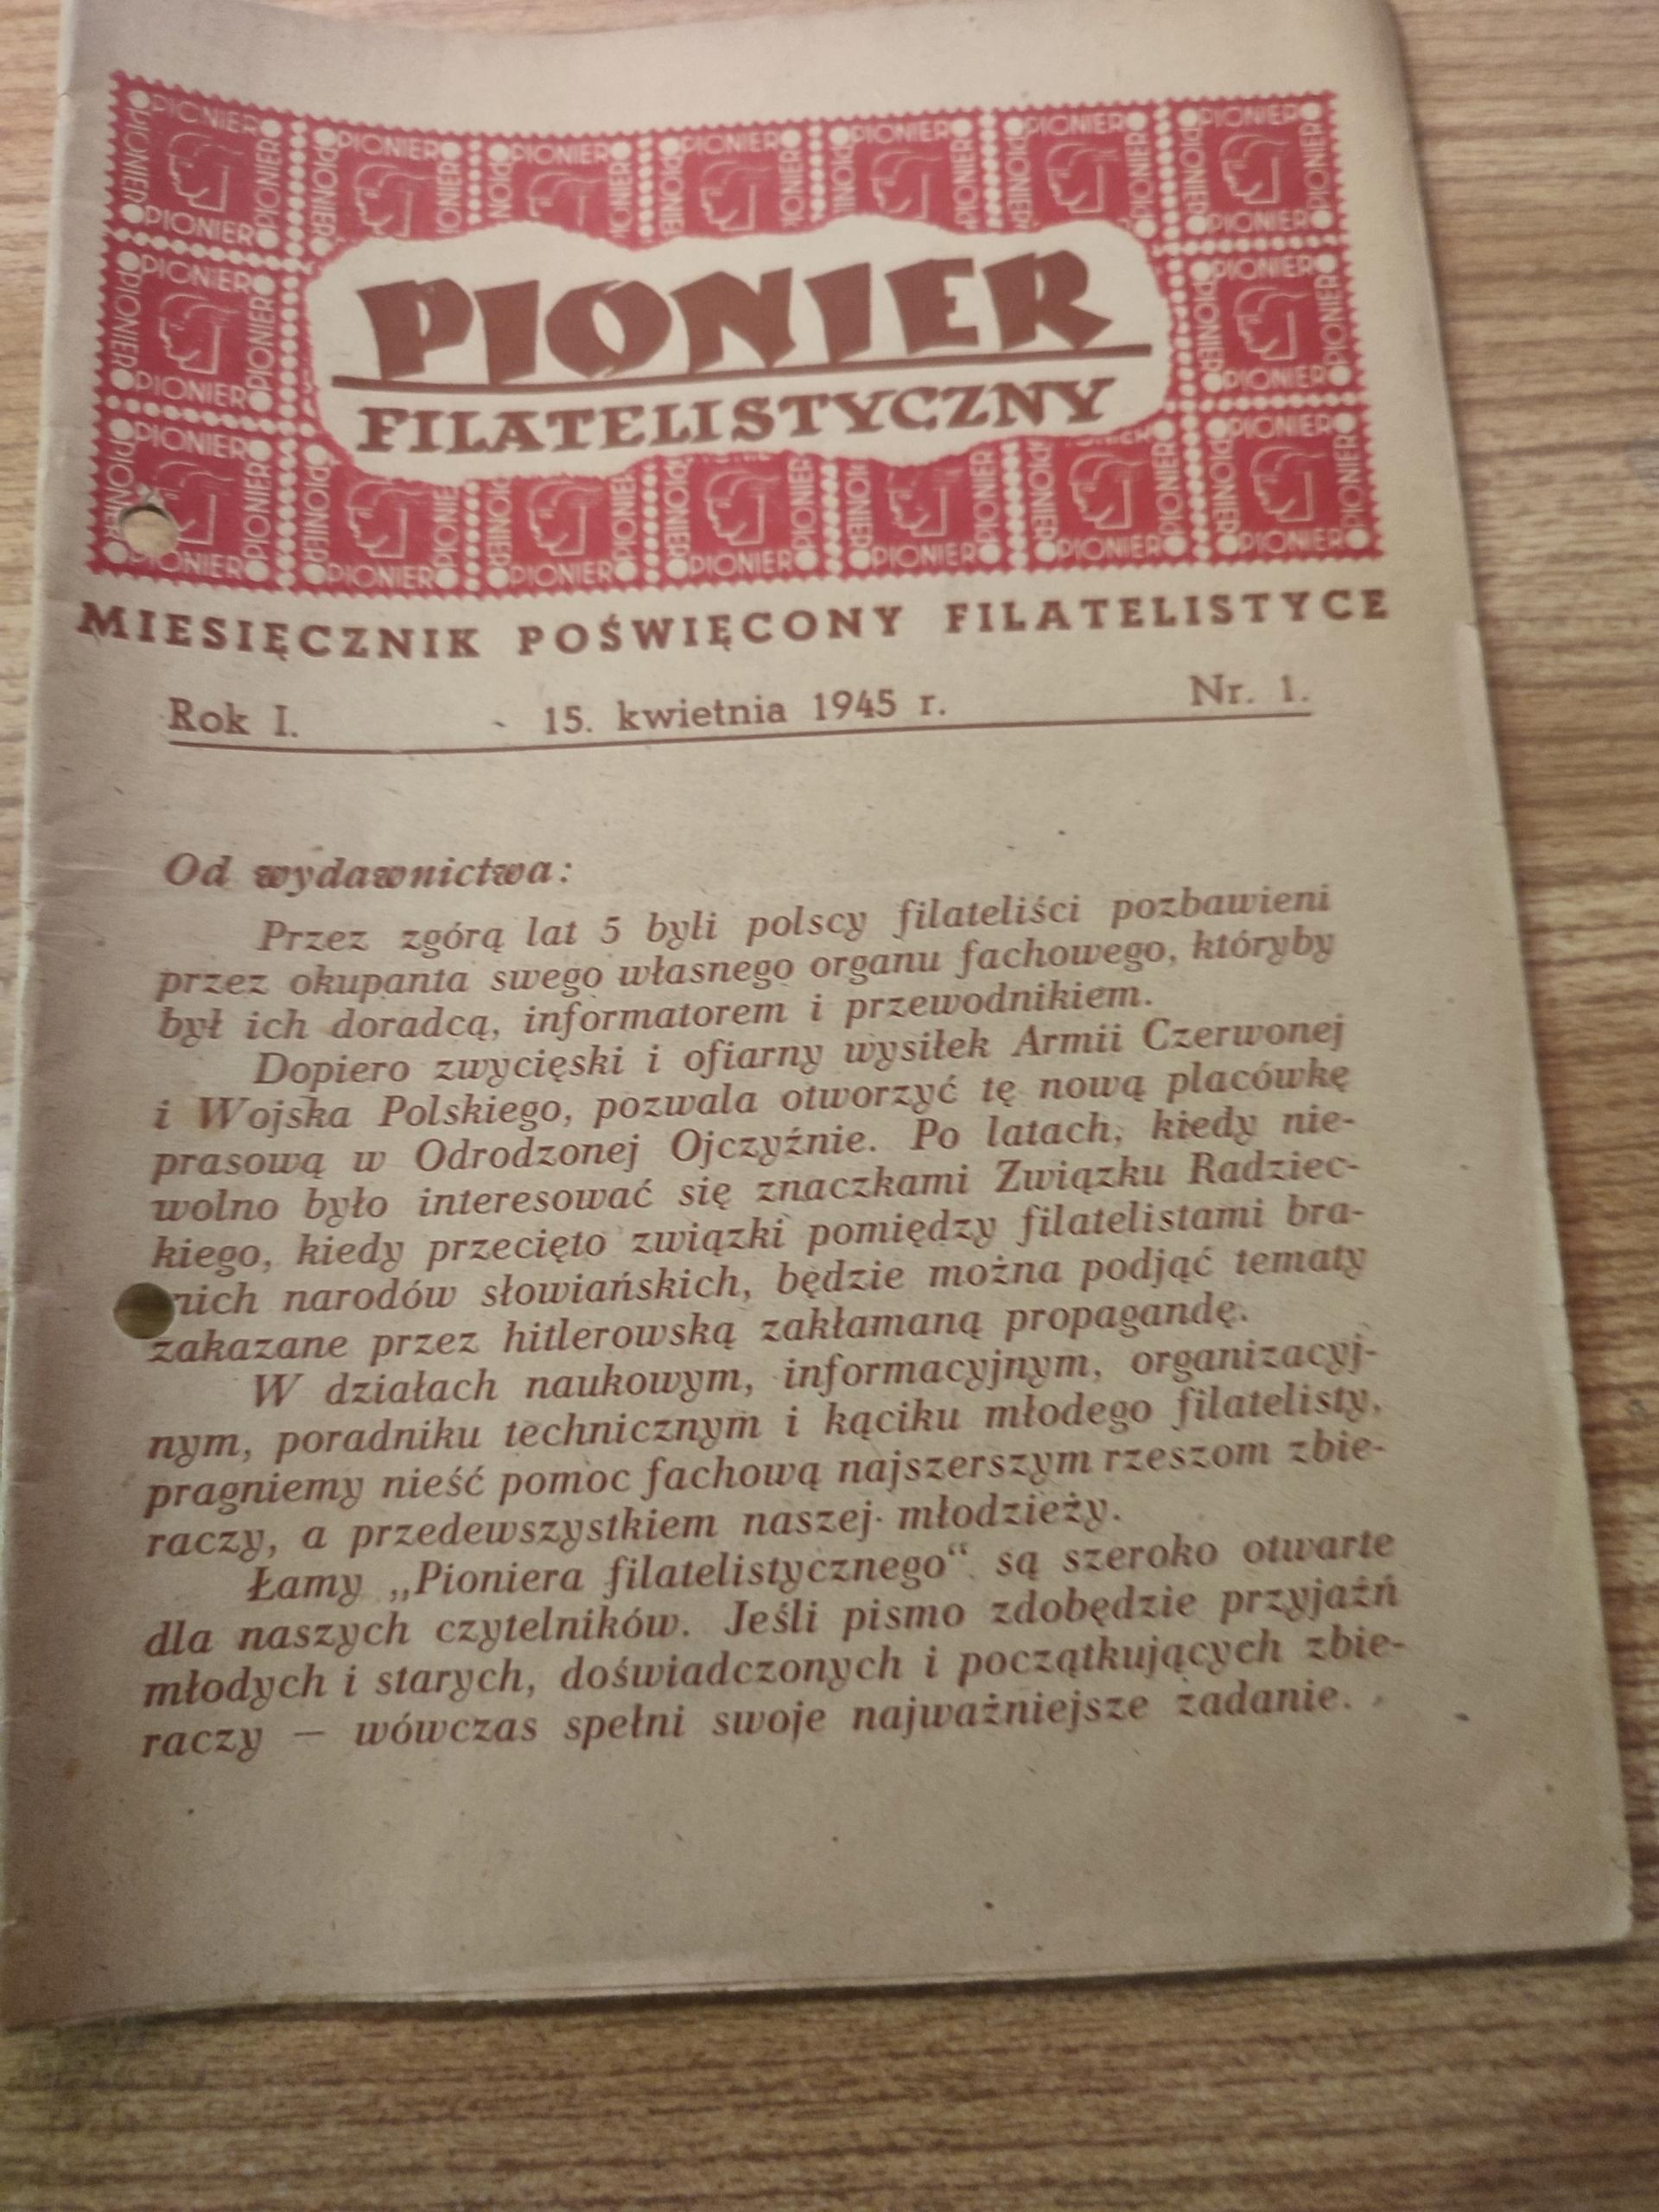 PIONIER
FILATELISTYCZNY
MIESIĘCZNIK POŚWIĘCONY FILATELISTYCE
Rok I. 15. kwietnia 1945 r. Nr. 1.
Od wydawnictwa:
Przez zgórą lat 5 byli polscy filateliści pozbawieni
przez okupanta swego własnego organu fachowego, któryby
był ich doradcą, informatorem i przewodnikiem.
Dopiero zwycięski i ofiarny wysiłek Armii Czerwonej
i Wojska Polskiego, pozwala otworzyć tę nową placówkę
prasową w Odrodzonej Ojczyźnie. Po latach, kiedy nie-
wolno było interesować się znaczkami Związku Radziec-
kiego, kiedy przecięto związki pomiędzy filatelistami bra-
nich narodów słowiańskich, będzie można podjąć tematy
zakazane przez hitlerowską zakłamaną propagandę.
W działach naukowym, informacyjnym, organizacyj-
nym, poradniku technicznym i kąciku młodego filatelisty,
pragniemy nieść pomoc fachową najszerszym rzeszom zbie-
raczy, a przedewszystkiem naszej młodzieży.
Łamy „Pioniera filatelistycznego“ są szeroko otwarte
dla naszych czytelników. Jeśli pismo zdobędzie przyjaźń
młodych i starych, doświadczonych i początkujących zbie-
raczy — wówczas spełni swoje najważniejsze zadanie.